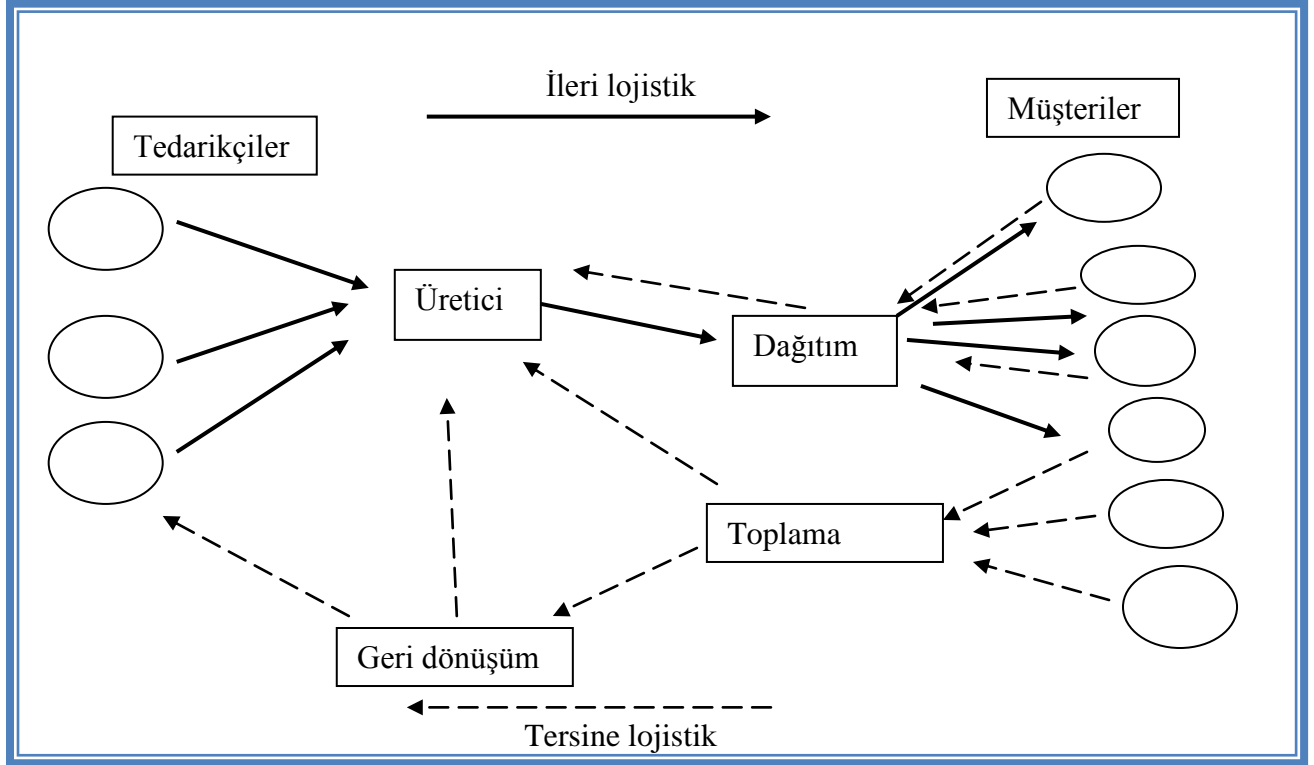 İleri lojistik
Müşteriler
Tedarikçiler
Üretici
Dağıtım
Toplama
Geri dönüşüm
Tersine lojistik